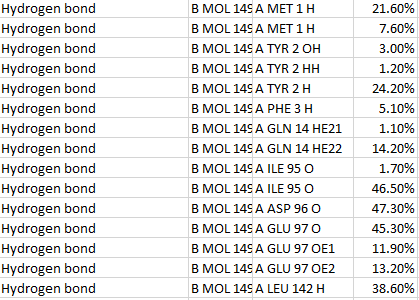 Hydrogen bond B MOL 149 A MET 1 H 21.60%
Hydrogen bond B MOL 149 A MET 1 H 7.60%
Hydrogen bond B MOL 149 A TYR 2 OH 3.00%
Hydrogen bond B MOL 149 A TYR 2 HH 1.20%
Hydrogen bond B MOL 149 A TYR 2 H 24.20%
Hydrogen bond B MOL 149 A PHE 3 H 5.10%
Hydrogen bond B MOL 149 A GLN 14 HE21 1.10%
Hydrogen bond B MOL 149 A GLN 14 HE22 14.20%
Hydrogen bond B MOL 149 A ILE 95 O 1.70%
Hydrogen bond B MOL 149 A ILE 95 O 46.50%
Hydrogen bond B MOL 149 A ASP 96 O 47.30%
Hydrogen bond B MOL 149 A GLU 97 O 45.30%
Hydrogen bond B MOL 149 A GLU 97 OE1 11.90%
Hydrogen bond B MOL 149 A GLU 97 OE2 13.20%
Hydrogen bond B MOL 149 A LEU 142 H 38.60%